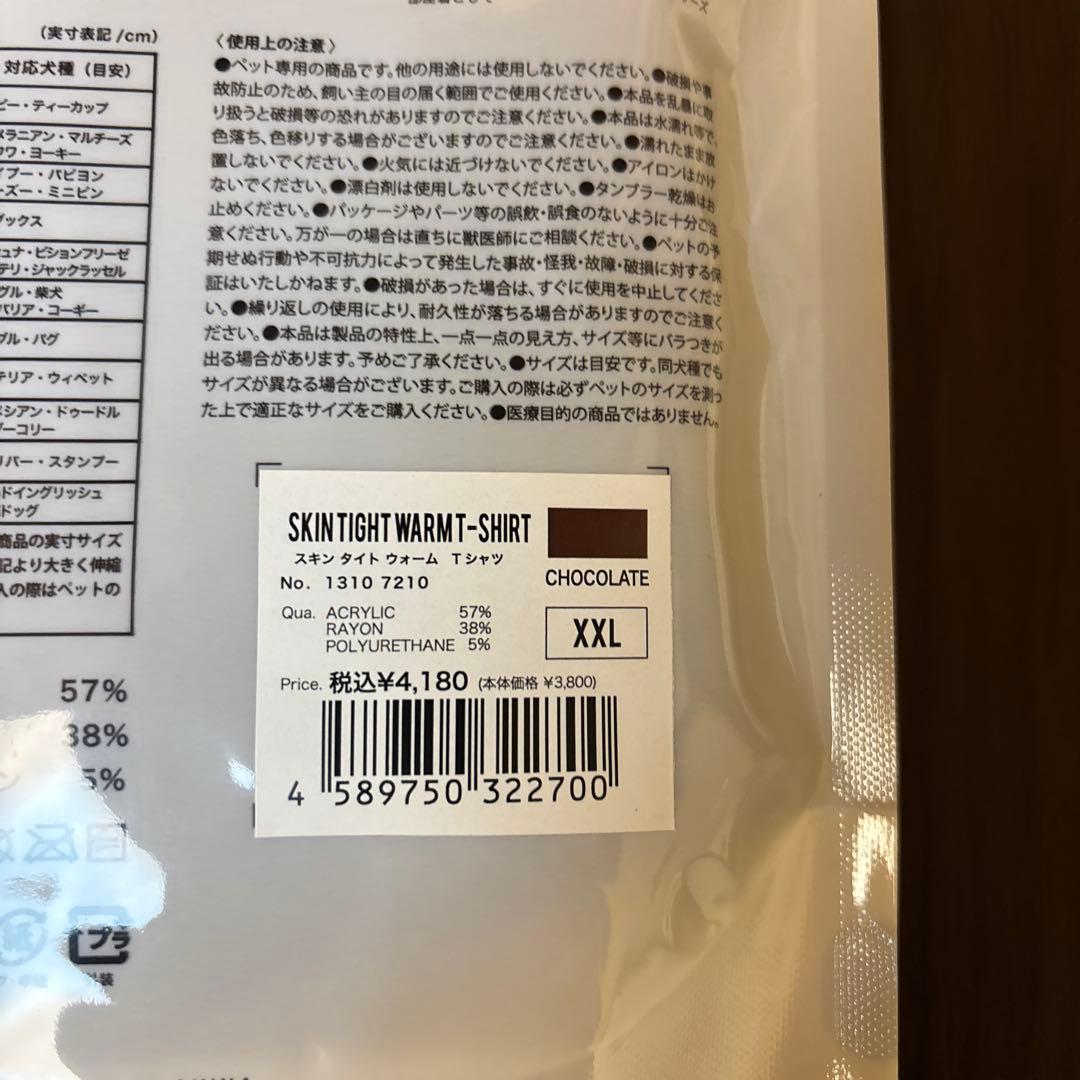 (実寸表記/cm)
対応犬種(目安)
ピー・ティーカップ
メラニアン・マルチーズ
ワワ・ヨーキー
イプー・パピヨン
ーズー・ミニピン
ックス
ュナ・ビションフリーゼ
テリ・ジャックラッセル
グル・柴犬
バリア・コーギー
ブル・パグ
テリア・ウィペット
メシアン・ドゥードル
ーコリー
リバー・スタンプー
ドイングリッシュ
ドッグ
商品の実寸サイズ
記より大きく伸縮
入の際はペットの
57%
38%
5%
プラ
〈使用上の注意〉
●ペット専用の商品です。他の用途には使用しないでください。●破損や事
故防止のため、飼い主の目の届く範囲でご使用ください。●本品を乱暴に取
り扱うと破損等の恐れがありますのでご注意ください。●本品は水濡れ等で、
色落ち、色移りする場合がございますのでご注意ください。●濡れたまま放
置しないでください。●火気には近づけないでください。●アイロンはかけ
ないでください。●漂白剤は使用しないでください。●タンブラー乾燥はお
止めください。●パッケージやパーツ等の誤飲・誤食のないように十分ご注
意ください。万が一の場合は直ちに獣医師にご相談ください。●ペットの予
期せぬ行動や不可抗力によって発生した事故・怪我・故障・破損に対する保
証はいたしかねます。●破損があった場合は、すぐに使用を中止してくださ
い。●繰り返しの使用により、耐久性が落ちる場合がありますのでご注意く
ださい。●本品は製品の特性上、一点一点の見え方、サイズ等にバラつきが
出る場合があります。予めご了承ください。●サイズは目安です。同犬種でも
サイズが異なる場合がございます。ご購入の際は必ずペットのサイズを測っ
た上で適正なサイズをご購入ください。●医療目的の商品ではありません。
SKIN TIGHT WARM T-SHIRT
スキン タイト ウォーム Tシャツ
No. 1310 7210
CHOCOLATE
Qua. ACRYLIC 57%
RAYON 38%
POLYURETHANE 5%
XXL
Price. 税込¥4,180 (本体価格 ¥3,800)
4 589750 322700